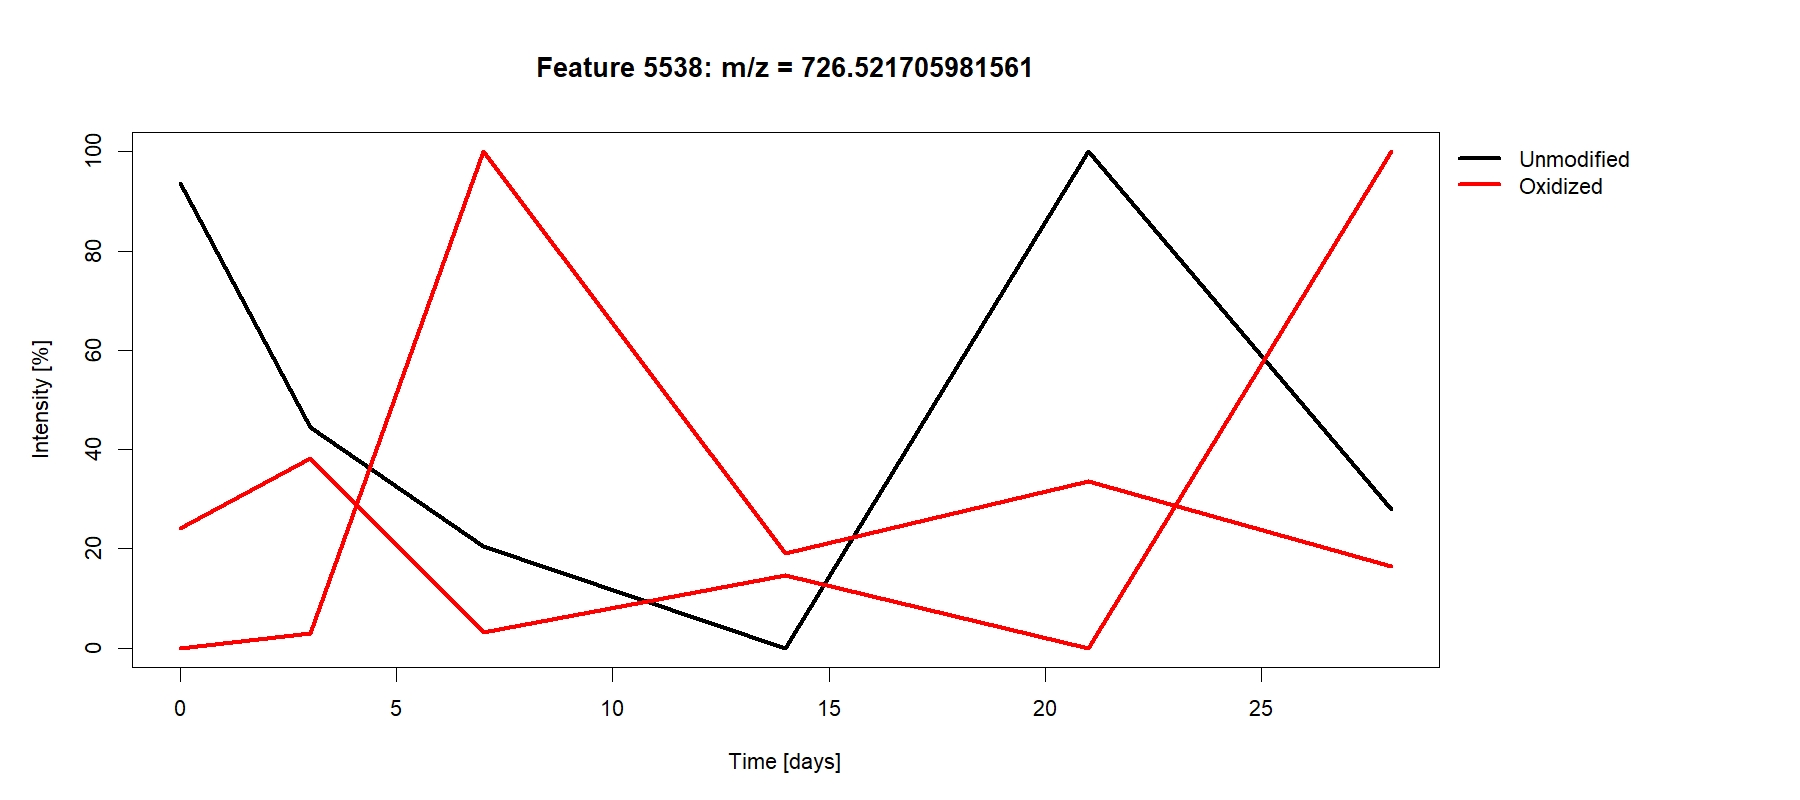 Feature 5538: m/z = 726.521705981561
Unmodified
Oxidized
Intensity [%]
100
80
60
40
20
0
0 5 10 15 20 25
Time [days]